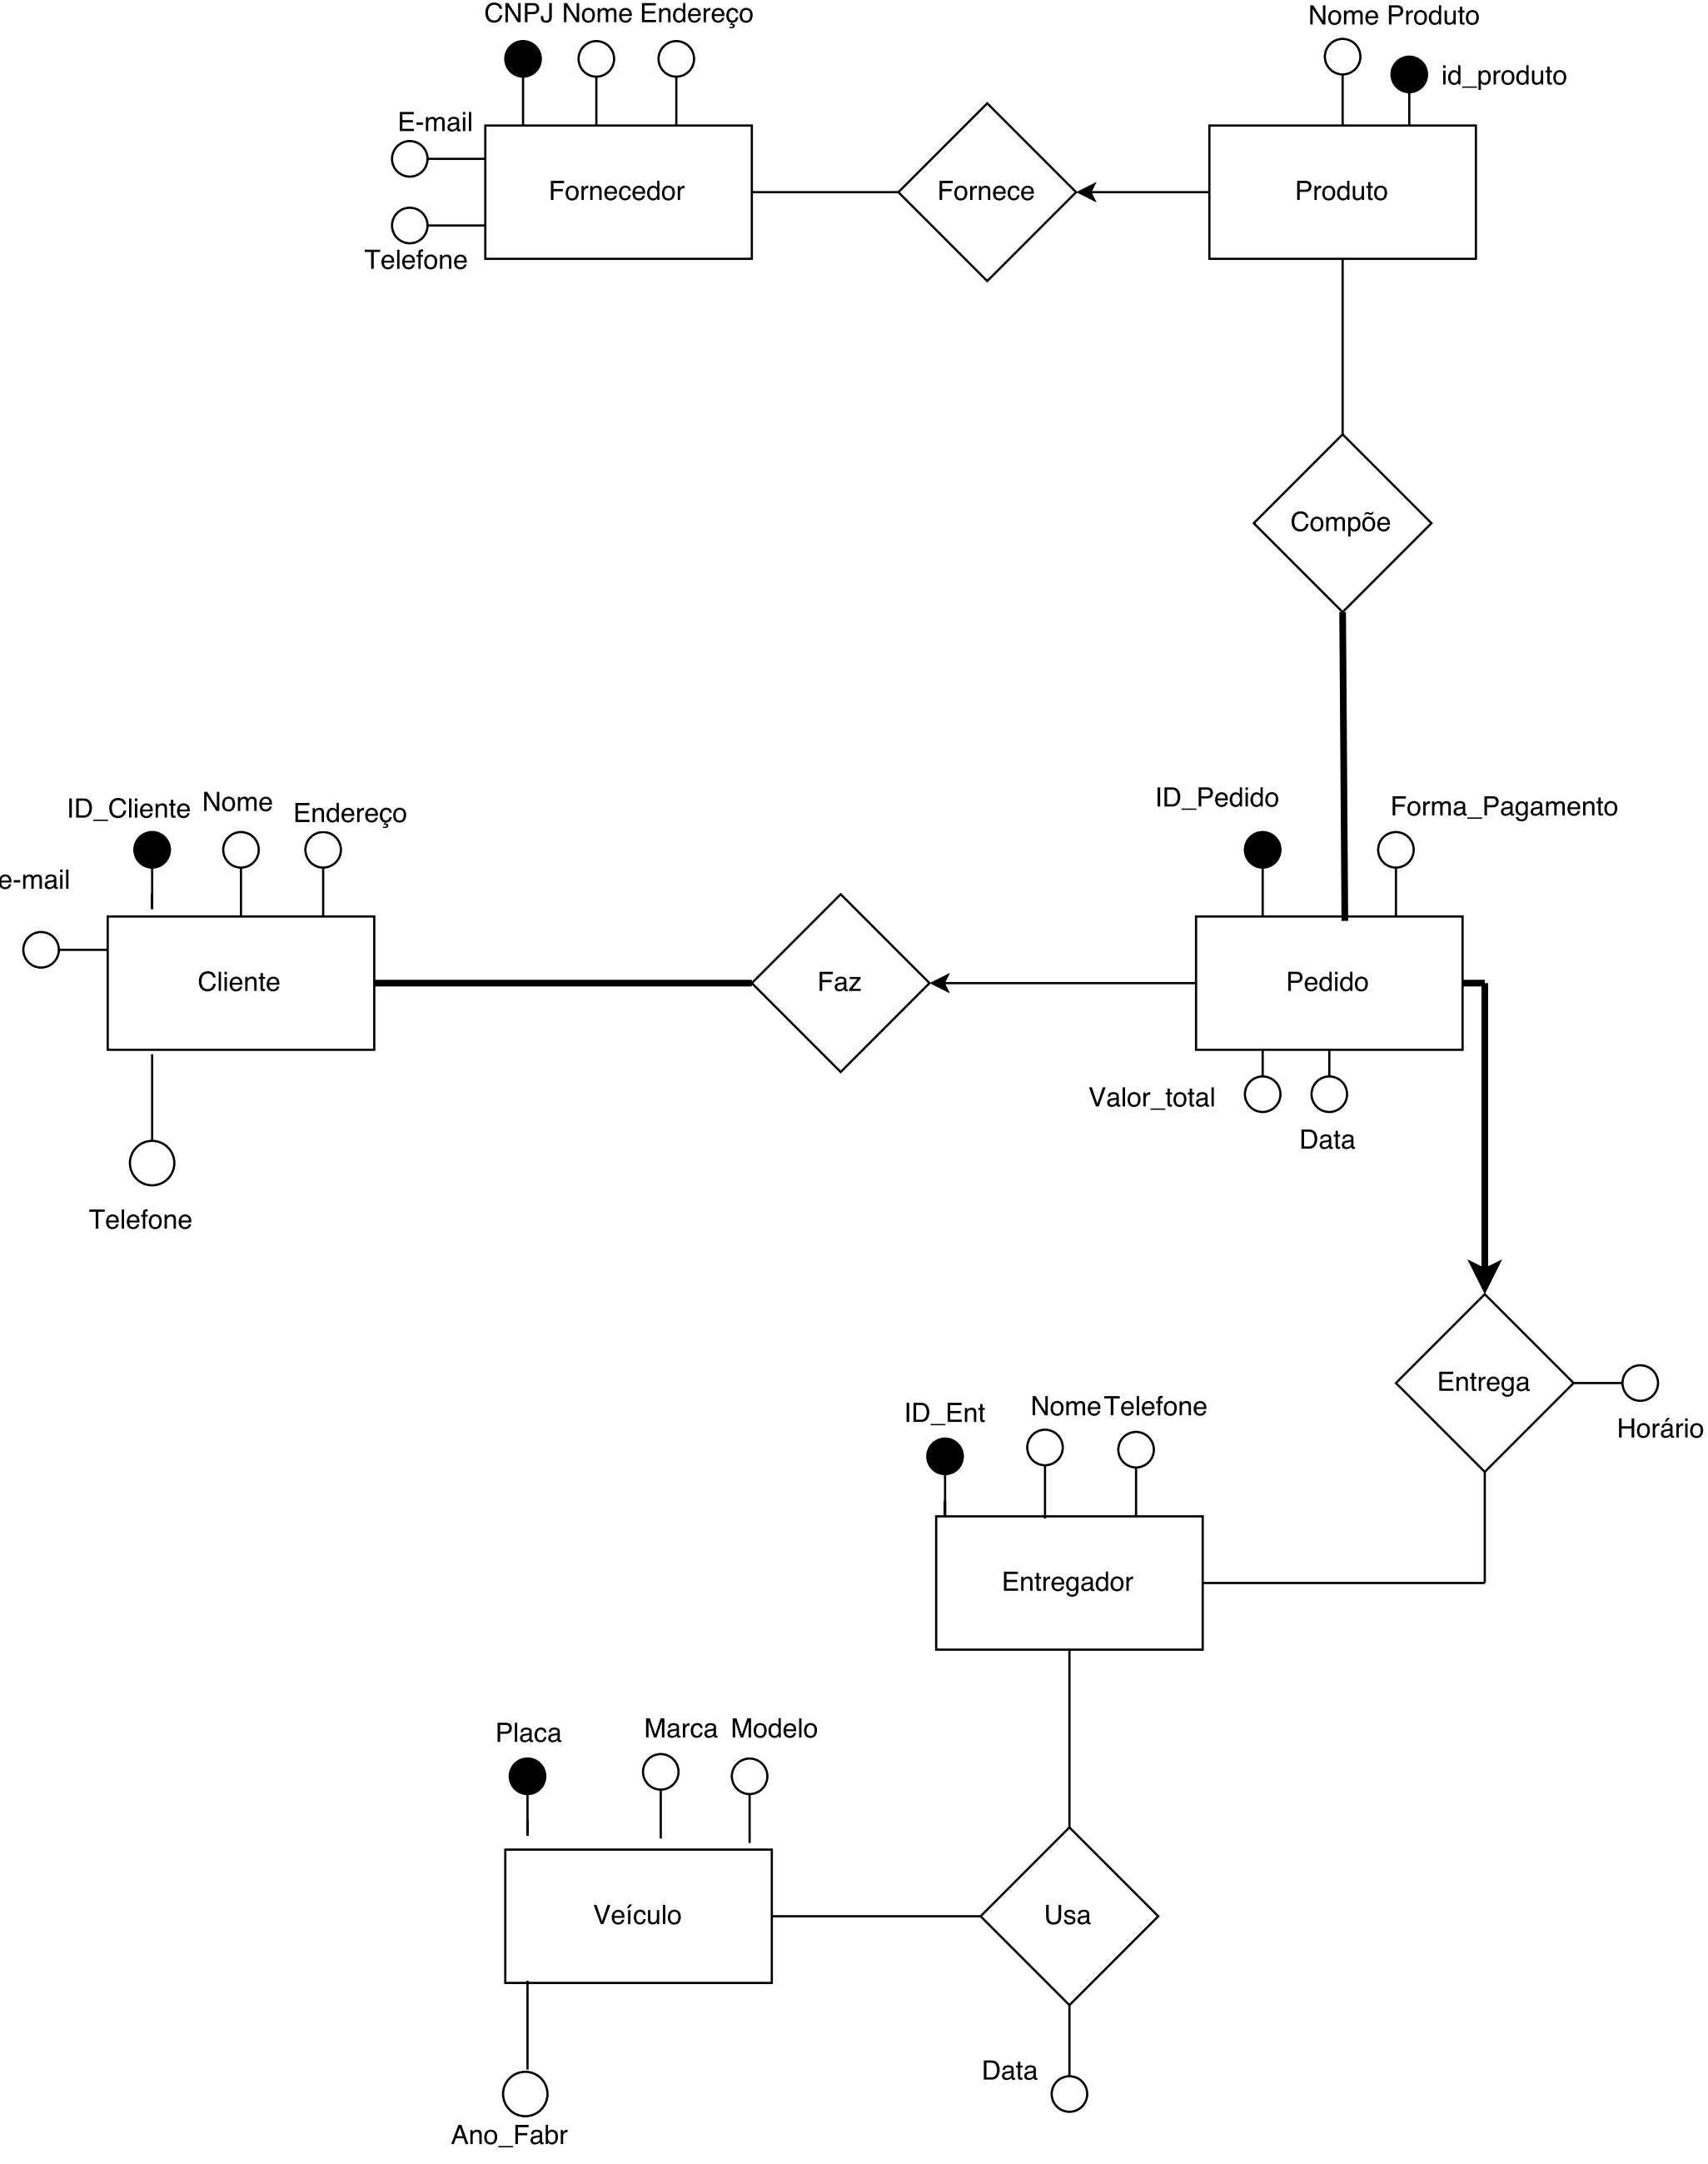 CNPJ Nome Endereço
Nome Produto
id_produto
E-mail
Fornecedor
Fornece
Produto
Telefone
Compõe
ID_Cliente Nome Endereço
ID_Pedido
Forma_Pagamento
e-mail
Cliente
Faz
Pedido
Valor_total
Data
Telefone
Entrega
Horário
ID_Ent
Nome Telefone
Entregador
Placa
Marca Modelo
Veículo
Usa
Data
Ano_Fabr